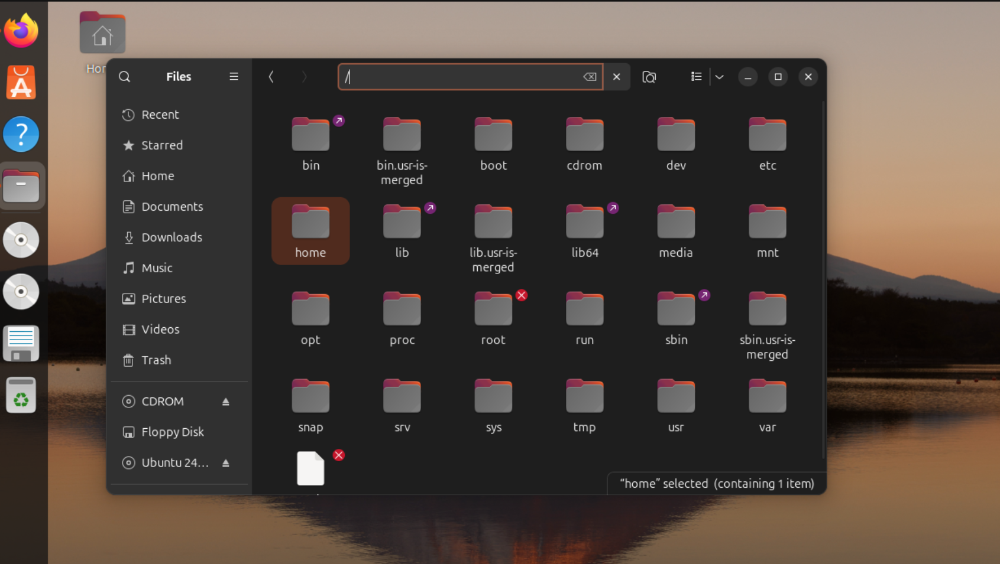 Hom
Files
/
Recent
Starred
Home
Documents
Downloads
Music
Pictures
Videos
Trash
CDROM
Floppy Disk
Ubuntu 24...
bin
bin.usr-is-
merged
boot
cdrom
dev
etc
home
lib
lib.usr-is-
merged
lib64
media
mnt
opt
proc
root
run
sbin
sbin.usr-is-
merged
snap
srv
sys
tmp
usr
var
“home” selected (containing 1 item)